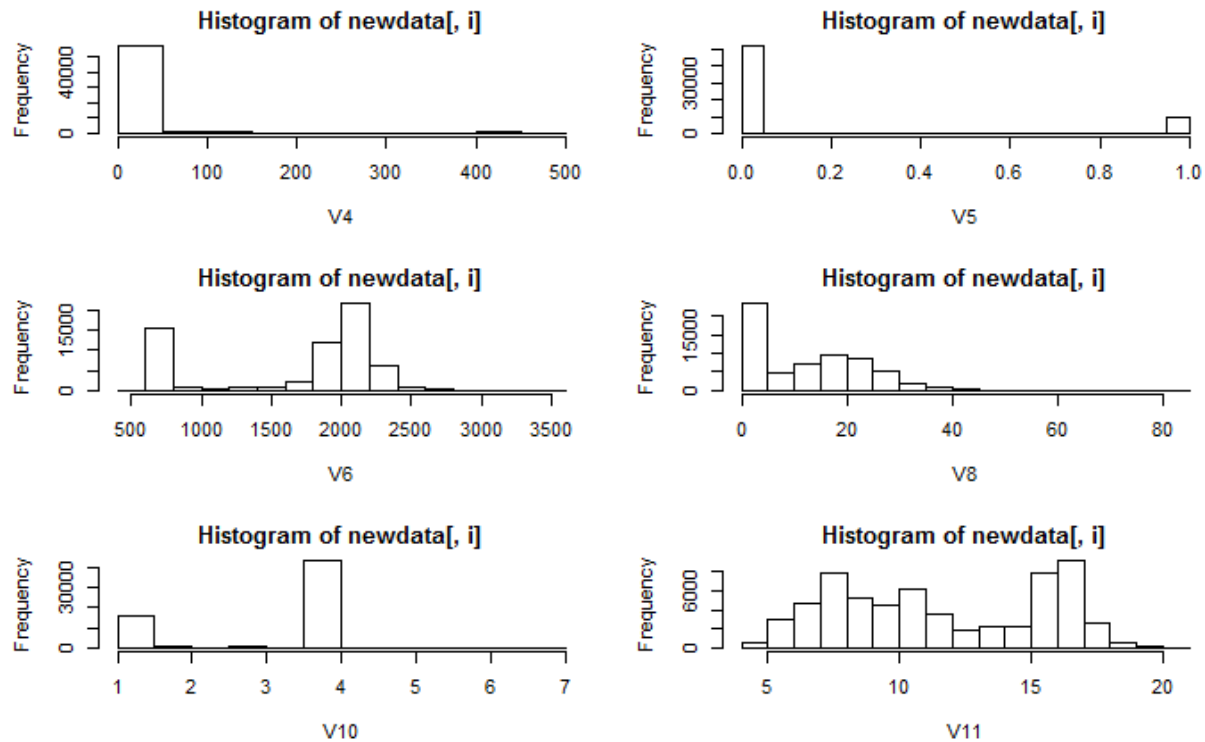 Histogram of newdata[, i]
Frequency
0 40000
0 100 200 300 400 500
V4
Histogram of newdata[, i]
Frequency
0 30000
0.0 0.2 0.4 0.6 0.8 1.0
V5
Histogram of newdata[, i]
Frequency
0 15000
500 1000 1500 2000 2500 3000 3500
V6
Histogram of newdata[, i]
Frequency
0 15000
0 20 40 60 80
V8
Histogram of newdata[, i]
Frequency
0 30000
1 2 3 4 5 6 7
V10
Histogram of newdata[, i]
Frequency
0 6000
5 10 15 20
V11